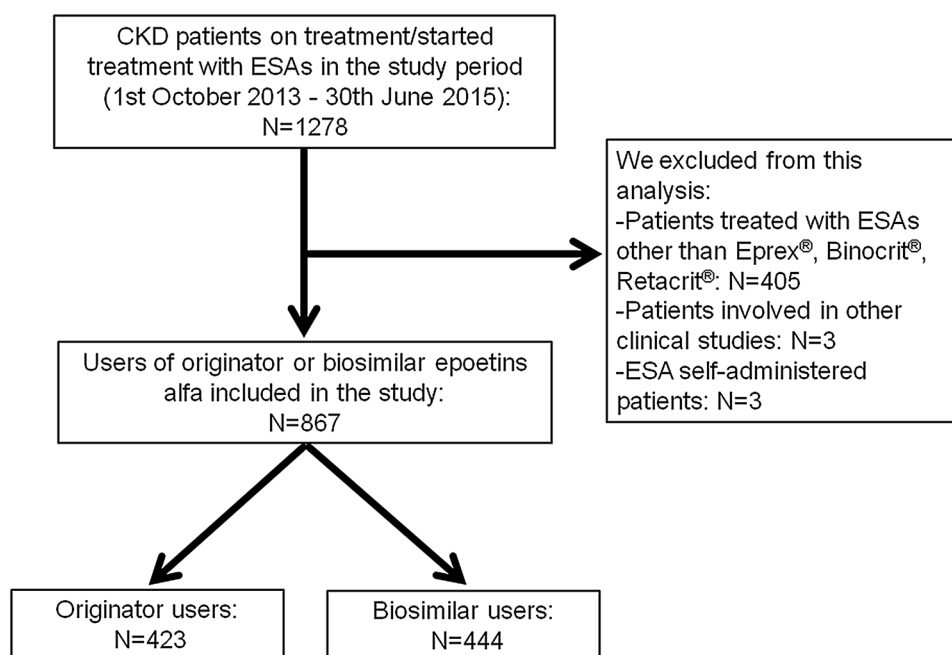 CKD patients on treatment/started
treatment with ESAs in the study period
(1st October 2013 - 30th June 2015):
N=1278
We excluded from this
analysis:
-Patients treated with ESAs
other than Eprex®, Binocrit®,
Retacrit®: N=405
-Patients involved in other
clinical studies: N=3
-ESA self-administered
patients: N=3
Users of originator or biosimilar epoetins
alfa included in the study:
N=867
Originator users:
N=423
Biosimilar users:
N=444